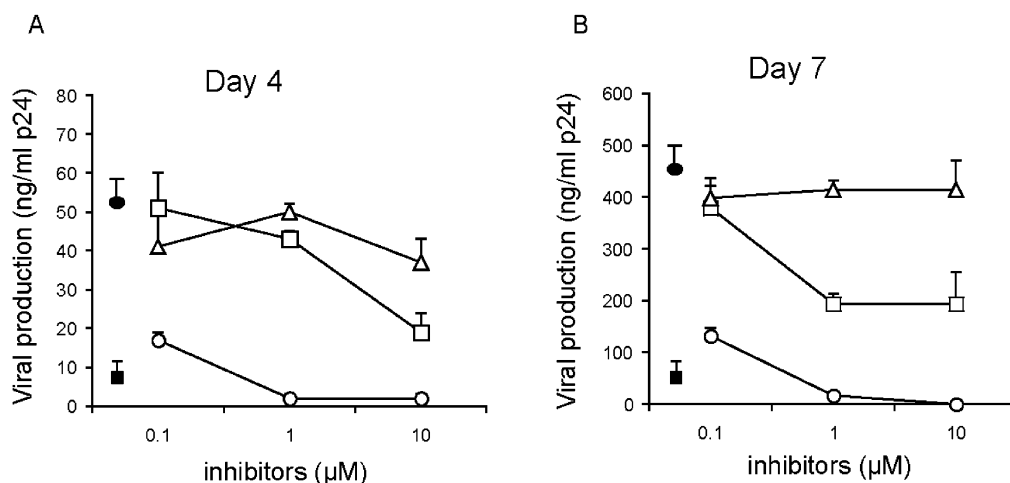 A
Day 4
Viral production (ng/ml p24)
80
70
60
50
40
30
20
10
0
0.1 1 10
inhibitors (µM)
B
Day 7
Viral production (ng/ml p24)
600
500
400
300
200
100
0
0.1 1 10
inhibitors (µM)